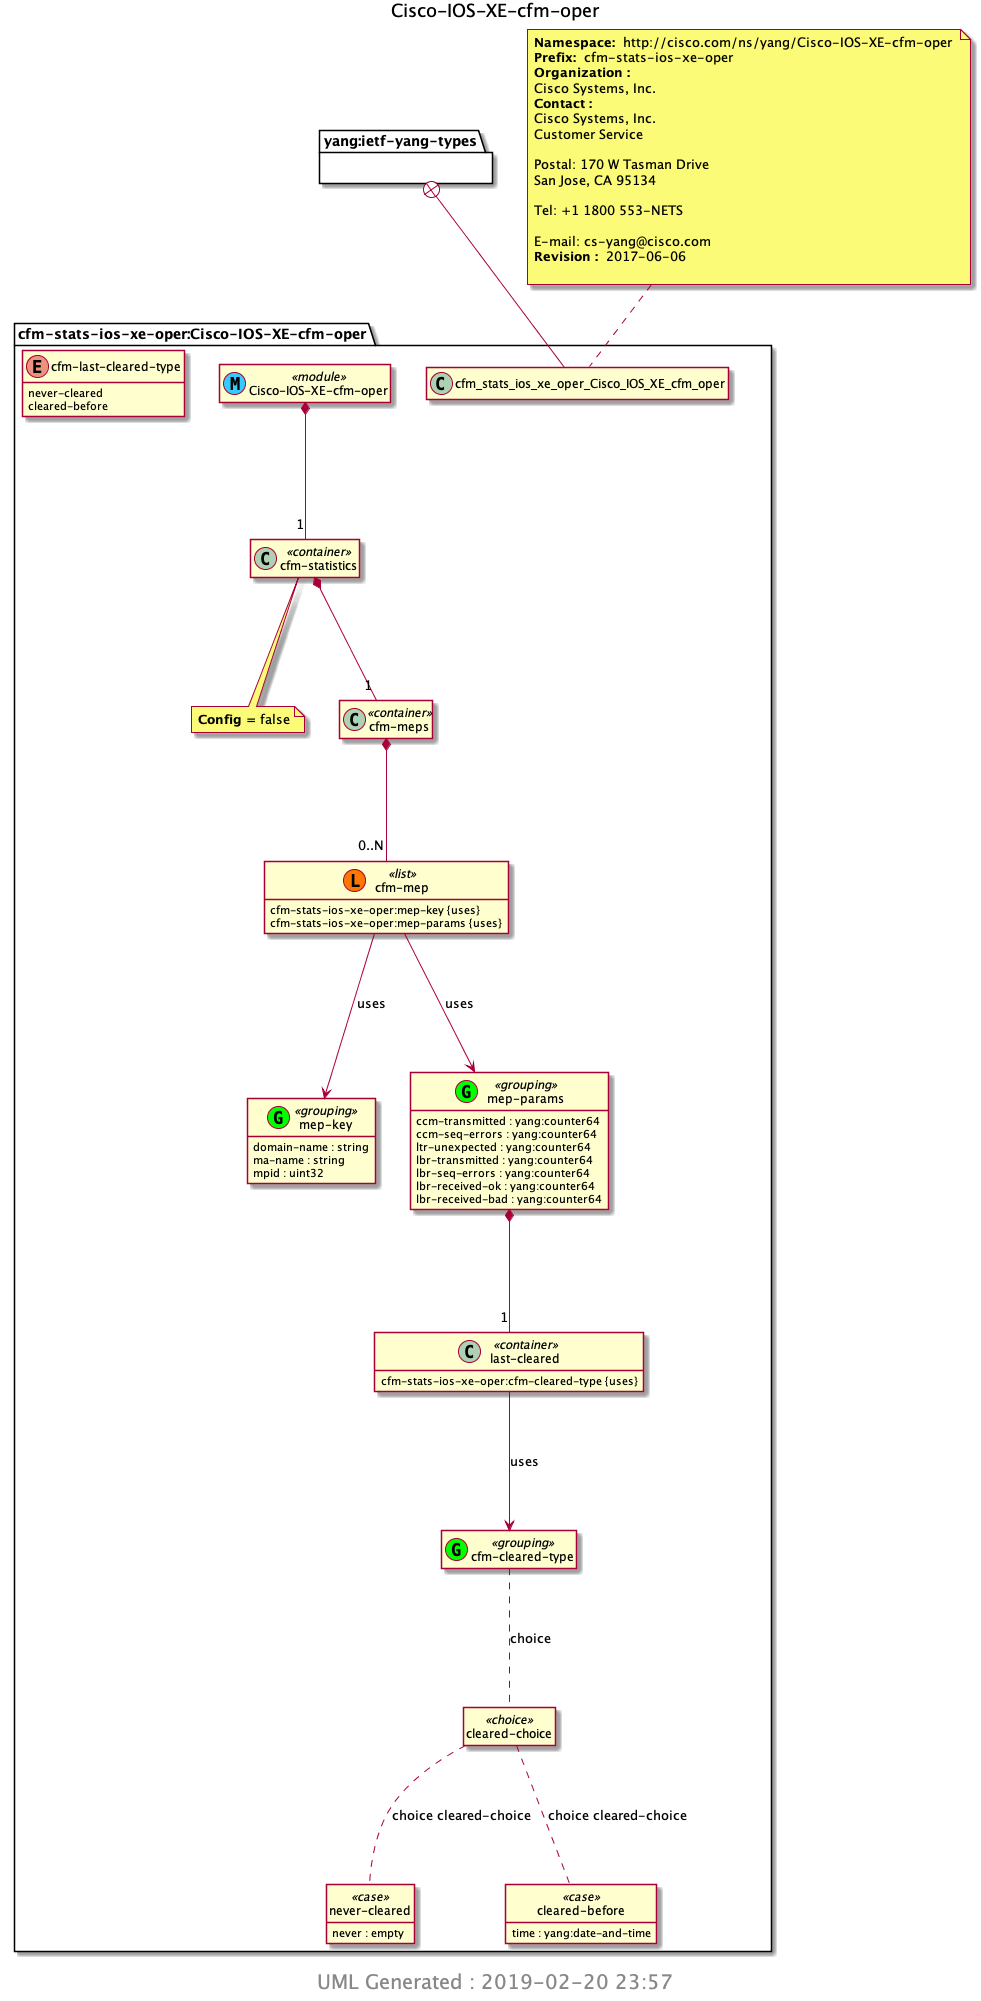 Cisco-IOS-XE-cfm-oper
Namespace: http://cisco.com/ns/yang/Cisco-IOS-XE-cfm-oper
Prefix: cfm-stats-ios-xe-oper
Organization :
Cisco Systems, Inc.
Contact :
Cisco Systems, Inc.
Customer Service
Postal: 170 W Tasman Drive
San Jose, CA 95134
Tel: +1 1800 553-NETS
E-mail: cs-yang@cisco.com
Revision : 2017-06-06
yang:ietf-yang-types
cfm-stats-ios-xe-oper:Cisco-IOS-XE-cfm-oper
E cfm-last-cleared-type
never-cleared
cleared-before
M «module»
Cisco-IOS-XE-cfm-oper
C cfm_stats_ios_xe_oper_Cisco_IOS_XE_cfm_oper
1
C «container»
cfm-statistics
1
Config = false
C «container»
cfm-meps
0..N
L «list»
cfm-mep
cfm-stats-ios-xe-oper:mep-key {uses}
cfm-stats-ios-xe-oper:mep-params {uses}
uses
uses
G «grouping»
mep-key
domain-name : string
ma-name : string
mpid : uint32
G «grouping»
mep-params
ccm-transmitted : yang:counter64
ccm-seq-errors : yang:counter64
ltr-unexpected : yang:counter64
lbr-transmitted : yang:counter64
lbr-seq-errors : yang:counter64
lbr-received-ok : yang:counter64
lbr-received-bad : yang:counter64
1
C «container»
last-cleared
cfm-stats-ios-xe-oper:cfm-cleared-type {uses}
uses
G «grouping»
cfm-cleared-type
choice
«choice»
cleared-choice
choice cleared-choice
choice cleared-choice
«case»
never-cleared
never : empty
«case»
cleared-before
time : yang:date-and-time
UML Generated : 2019-02-20 23:57